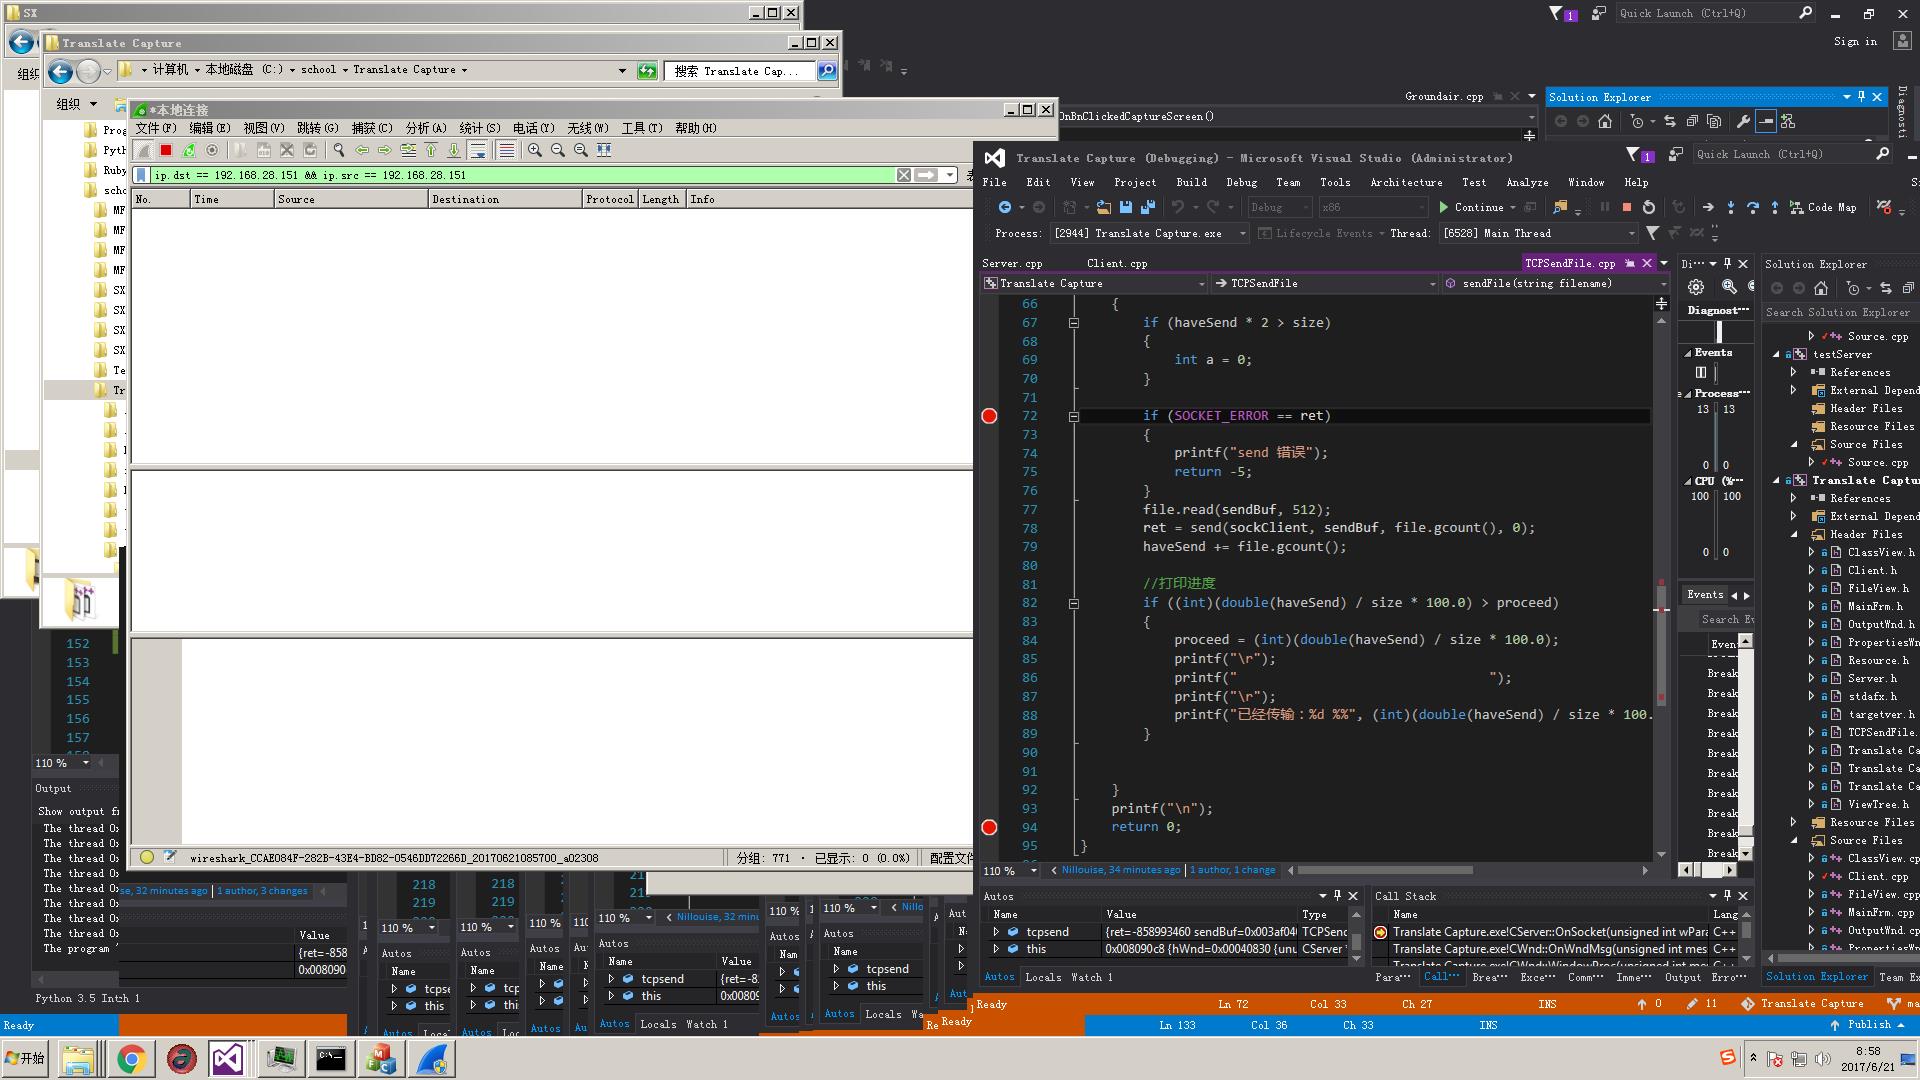 SX
Translate Capture
计算机 本地磁盘 (C:) school Translate Capture
搜索 Translate Cap...
组织
*本地连接
文件(F) 编辑(E) 视图(V) 跳转(G) 捕获(C) 分析(A) 统计(S) 电话(Y) 无线(W) 工具(T) 帮助(H)
ip.dst == 192.168.28.151 && ip.src == 192.168.28.151
No. Time Source Destination Protocol Length Info
wireshark_CCAE084F-282B-43E4-BD82-0546DD72266D_20170621085700_a02308
分组: 771 · 已显示: 0 (0.0%)
配置文件
Quick Launch (Ctrl+Q)
Sign in
Groundair.cpp
Solution Explorer
OnBnClickedCaptureScreen()
Translate Capture (Debugging) - Microsoft Visual Studio (Administrator)
1
Quick Launch (Ctrl+Q)
File Edit View Project Build Debug Team Tools Architecture Test Analyze Window Help
Debug x86 Continue Code Map
Process: [2944] Translate Capture.exe Lifecycle Events Thread: [6528] Main Thread
Server.cpp Client.cpp TCPSendFile.cpp
Translate Capture TCPSendFile sendFile(string filename)
66 {
67 if (haveSend * 2 > size)
68 {
69 int a = 0;
70 }
71
72 if (SOCKET_ERROR == ret)
73 {
74 printf("send 错误");
75 return -5;
76 }
77 file.read(sendBuf, 512);
78 ret = send(sockClient, sendBuf, file.gcount(), 0);
79 haveSend += file.gcount();
80
81 //打印进度
82 if ((int)(double(haveSend) / size * 100.0) > proceed)
83 {
84 proceed = (int)(double(haveSend) / size * 100.0);
85 printf("\r");
86 printf(" ");
87 printf("\r");
88 printf("已经传输：%d %%", (int)(double(haveSend) / size * 100.
89 }
90
91
92 }
93 printf("\n");
94 return 0;
95 }
110 % Nillouise, 34 minutes ago | 1 author, 1 change
Autos
Name Value Type
tcpsend {ret=-858993460 sendBuf=0x003af04 TCPSend
this 0x008090c8 {hWnd=0x00040830 {unu CServer
Autos Locals Watch 1
Call Stack
Name Lang
Translate Capture.exe!CServer::OnSocket(unsigned int wPara C++
Translate Capture.exe!CWnd::OnWndMsg(unsigned int mes C++
Para··· Call··· Brea··· Exce··· Comm··· Imme··· Output Erro···
Ready Ln 72 Col 33 Ch 27 INS 0 11 Translate Capture
Ln 133 Col 36 Ch 33 INS Publish
Diagnost···
Events
Process···
13 13
0 0
CPU (%···
100 100
0 0
Events
Search Ev
Even
Break
Break
Break
Break
Break
Break
Break
Break
Break
Break
Break
Solution Explorer
Search Solution Explorer
Source.cpp
testServer
References
External Depend
Header Files
Resource Files
Source Files
Source.cpp
Translate Captu
References
External Depend
Header Files
ClassView.h
Client.h
FileView.h
MainFrm.h
OutputWnd.h
PropertiesWn
Resource.h
Server.h
stdafx.h
targetver.h
TCPSendFile.
Translate Ca
Translate Ca
Translate Ca
ViewTree.h
Resource Files
Source Files
ClassView.cp
Client.cpp
FileView.cpp
MainFrm.cpp
OutputWnd.cp
PropertiesWn
Solution Explorer Team Ex
152
153
154
155
156
157
110 %
Output
Show output f
The thread 0x
The thread 0x
The thread 0x
The thread 0x
The thread 0x
The thread 0x
The thread 0x
The thread 0x
The program
se, 32 minutes ago | 1 author, 3 changes
Value
{ret=-858
0x008090
Python 3.5 Inth 1
Ready
开始
8:58
2017/6/21